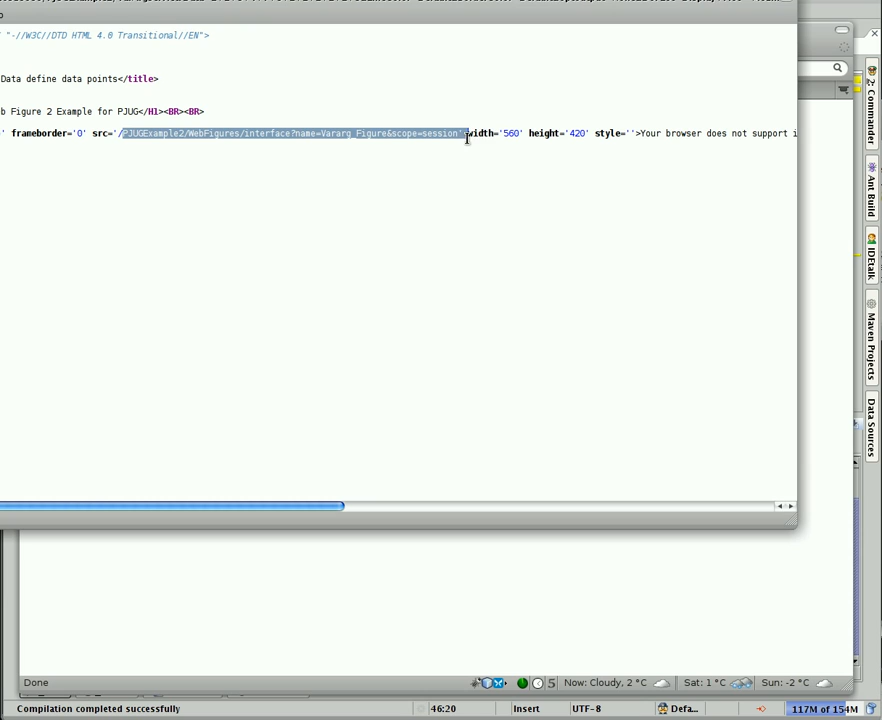 "-//W3C//DTD HTML 4.0 Transitional//EN">
Data define data points</title>
b Figure 2 Example for PJUG</H1><BR><BR>
' frameborder='0' src='/PJUGExample2/WebFigures/interface?name=Vararg_Figure&scope=session' width='560' height='420' style=''>Your browser does not support i
2: Commander
Ant Build
IDEtalk
Maven Projects
Data Sources
Done
5
Now: Cloudy, 2 °C
Sat: 1 °C
Sun: -2 °C
Compilation completed successfully
46:20
Insert
UTF-8
Defa...
117M of 154M